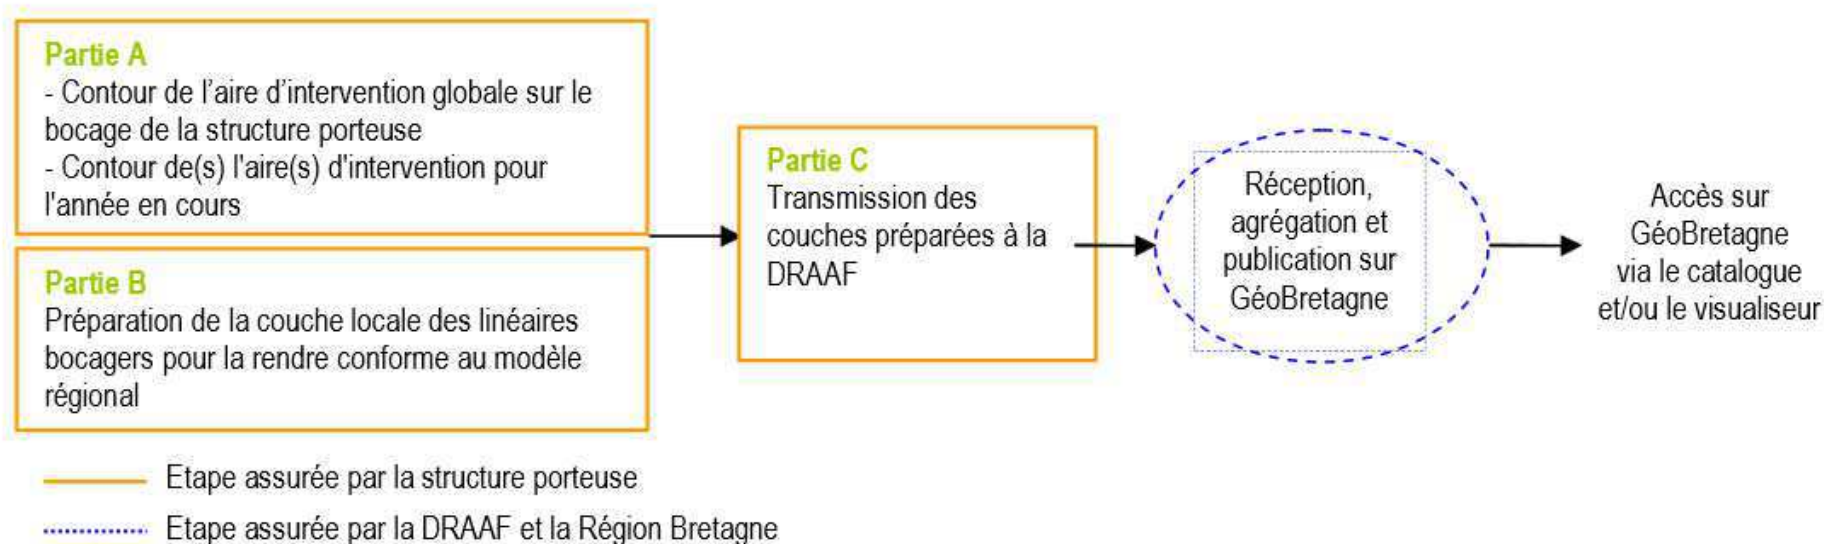 Partie A
- Contour de l’aire d’intervention globale sur le
bocage de la structure porteuse
- Contour de(s) l'aire(s) d'intervention pour
l'année en cours
Partie B
Préparation de la couche locale des linéaires
bocagers pour la rendre conforme au modèle
régional
Partie C
Transmission des
couches préparées à la
DRAAF
Réception,
agrégation et
publication sur
GéoBretagne
Accès sur
GéoBretagne
via le catalogue
et/ou le visualiseur
Etape assurée par la structure porteuse
Etape assurée par la DRAAF et la Région Bretagne